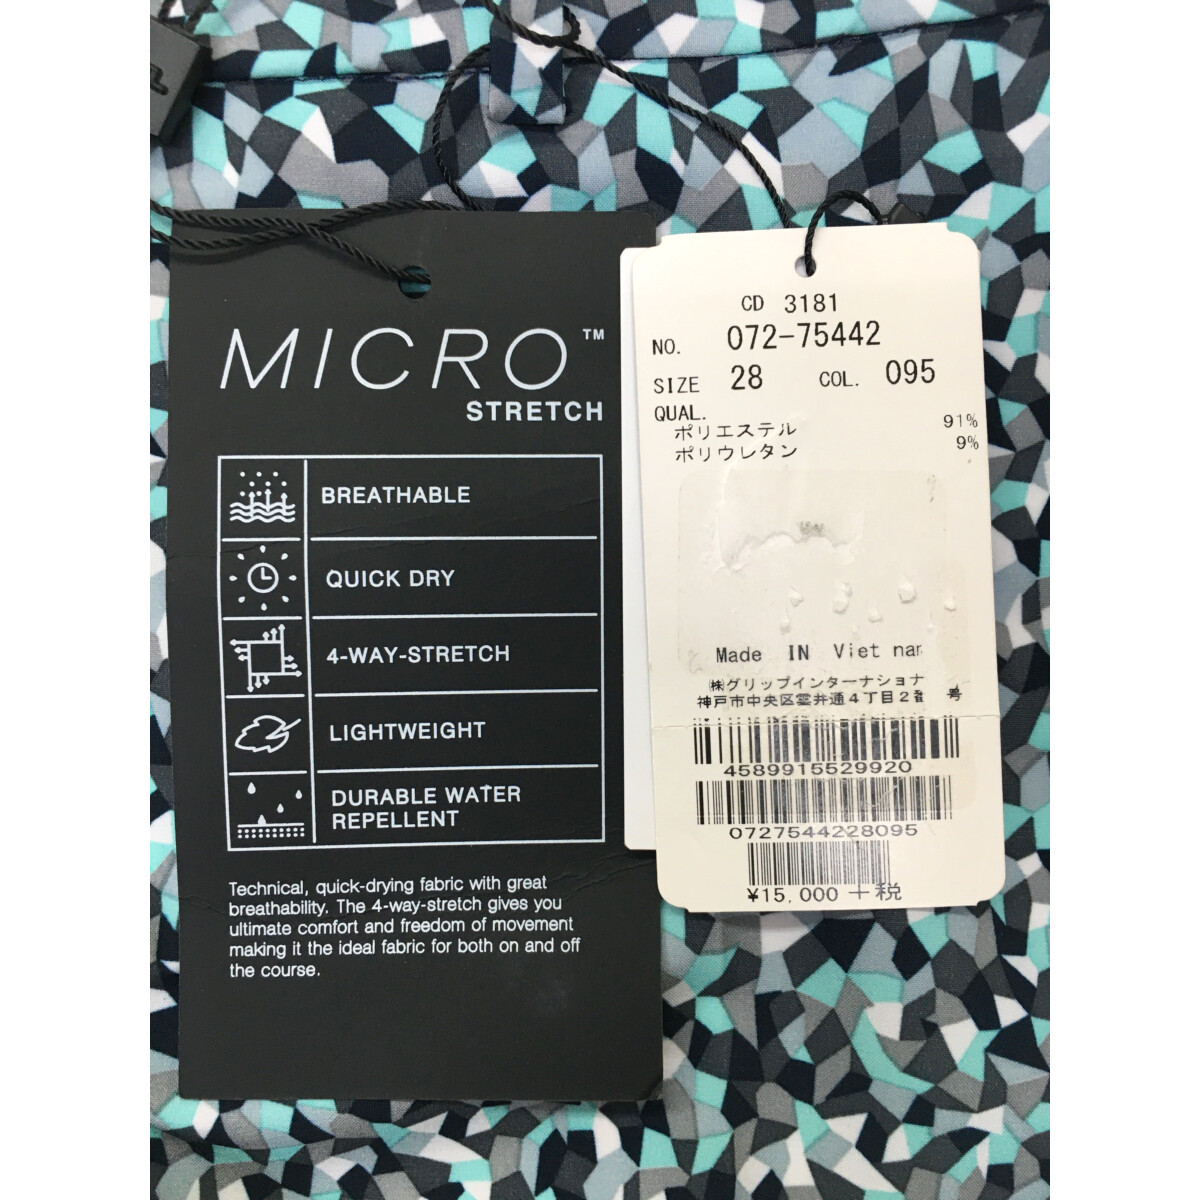 MICRO™
STRETCH
BREATHABLE
QUICK DRY
4-WAY-STRETCH
LIGHTWEIGHT
DURABLE WATER
REPELLENT
Technical, quick-drying fabric with great
breathability. The 4-way-stretch gives you
ultimate comfort and freedom of movement
making it the ideal fabric for both on and off
the course.
CD 3181
NO. 072-75442
SIZE 28 COL. 095
QUAL.
ポリエステル 91%
ポリウレタン 9%
Made IN Viet nam
㈱グリップインターナショナ
神戸市中央区雲井通4丁目2番 号
4589915529920
0727544228095
¥15,000 +税